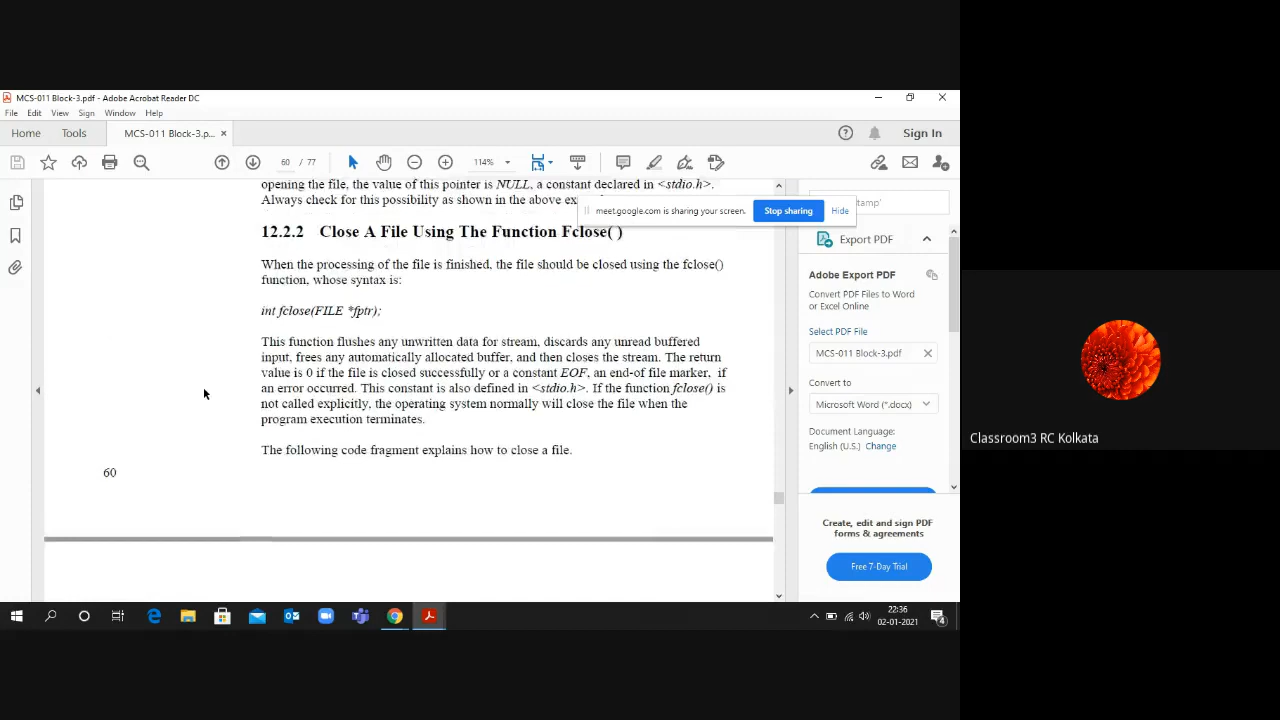 MCS-011 Block-3.pdf - Adobe Acrobat Reader DC
File Edit View Sign Window Help
Home Tools MCS-011 Block-3.p... × Sign In
60 / 77 114%
opening the file, the value of this pointer is NULL, a constant declared in <stdio.h>.
Always check for this possibility as shown in the above
meet.google.com is sharing your screen. Stop sharing Hide
12.2.2 Close A File Using The Function Fclose( )
When the processing of the file is finished, the file should be closed using the fclose()
function, whose syntax is:
int fclose(FILE *fptr);
This function flushes any unwritten data for stream, discards any unread buffered
input, frees any automatically allocated buffer, and then closes the stream. The return
value is 0 if the file is closed successfully or a constant EOF, an end-of file marker, if
an error occurred. This constant is also defined in <stdio.h>. If the function fclose() is
not called explicitly, the operating system normally will close the file when the
program execution terminates.
The following code fragment explains how to close a file.
60
Export PDF
Adobe Export PDF
Convert PDF Files to Word
or Excel Online
Select PDF File
MCS-011 Block-3.pdf
Convert to
Microsoft Word (*.docx)
Document Language:
English (U.S.) Change
Create, edit and sign PDF
forms & agreements
Free 7-Day Trial
Classroom3 RC Kolkata
22:36
02-01-2021
4